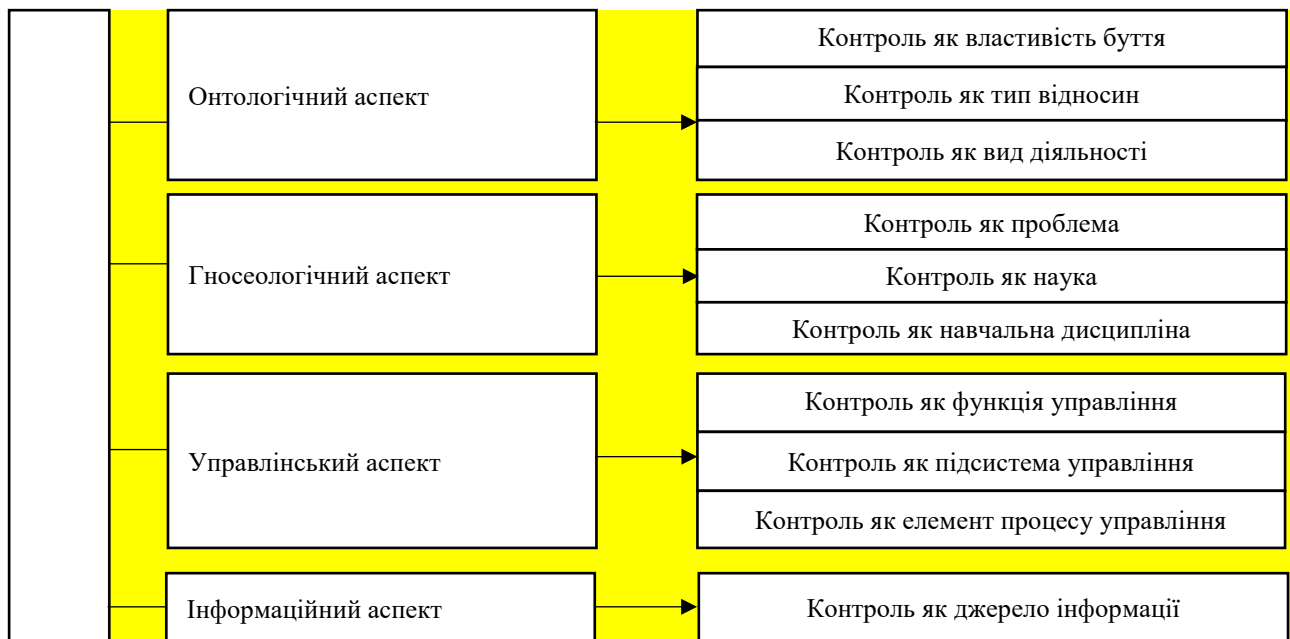 Онтологічний аспект
Контроль як властивість буття
Контроль як тип відносин
Контроль як вид діяльності
Гносеологічний аспект
Контроль як проблема
Контроль як наука
Контроль як навчальна дисципліна
Управлінський аспект
Контроль як функція управління
Контроль як підсистема управління
Контроль як елемент процесу управління
Інформаційний аспект
Контроль як джерело інформації